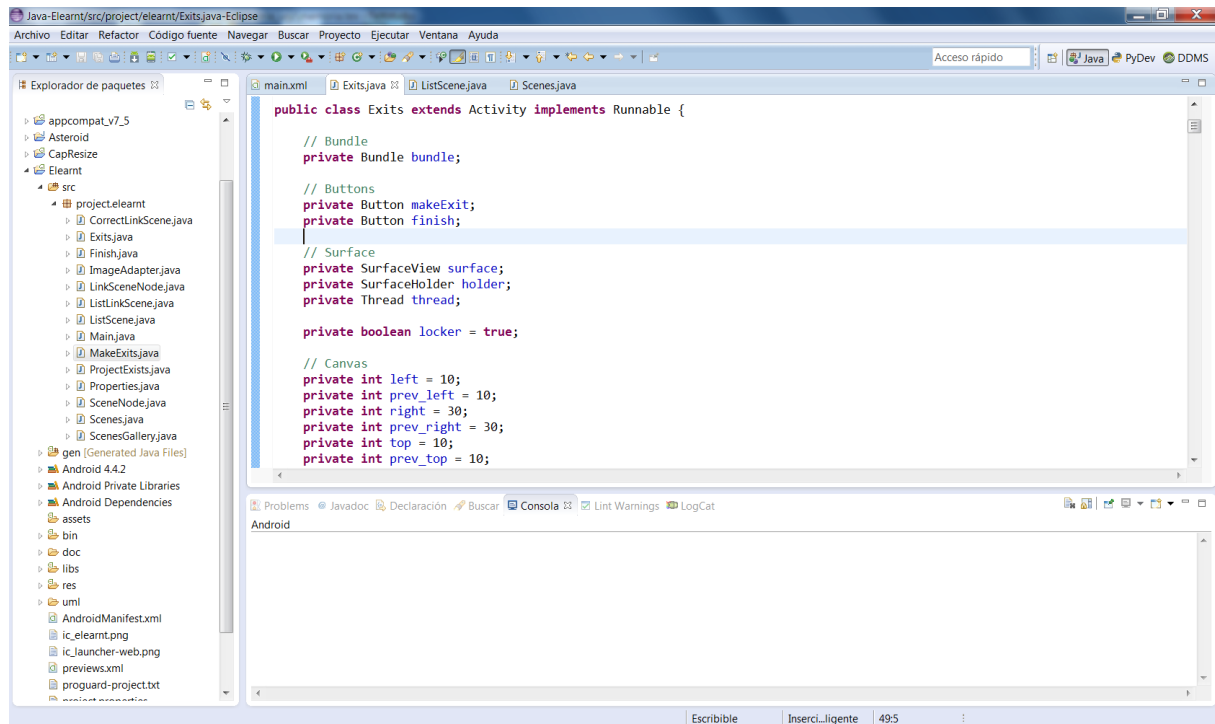 Java-Elearnt/src/project/elearnt/Exits.java-Eclipse
Archivo Editar Refactor Código fuente Navegar Buscar Proyecto Ejecutar Ventana Ayuda
Acceso rápido
Java
PyDev
DDMS
Explorador de paquetes
appcompat_v7_5
Asteroid
CapResize
Elearnt
src
project.elearnt
CorrectLinkScene.java
Exits.java
Finish.java
ImageAdapter.java
LinkSceneNode.java
ListLinkScene.java
ListScene.java
Main.java
MakeExits.java
ProjectExists.java
Properties.java
SceneNode.java
Scenes.java
ScenesGallery.java
gen [Generated Java Files]
Android 4.4.2
Android Private Libraries
Android Dependencies
assets
bin
doc
libs
res
uml
AndroidManifest.xml
ic_elearnt.png
ic_launcher-web.png
previews.xml
proguard-project.txt
project.properties
main.xml Exits.java ListScene.java Scenes.java
public class Exits extends Activity implements Runnable {
// Bundle
private Bundle bundle;
// Buttons
private Button makeExit;
private Button finish;
// Surface
private SurfaceView surface;
private SurfaceHolder holder;
private Thread thread;
private boolean locker = true;
// Canvas
private int left = 10;
private int prev_left = 10;
private int right = 30;
private int prev_right = 30;
private int top = 10;
private int prev_top = 10;
Problems Javadoc Declaración Buscar Consola Lint Warnings LogCat
Android
Escribible Inserci...ligente 49:5